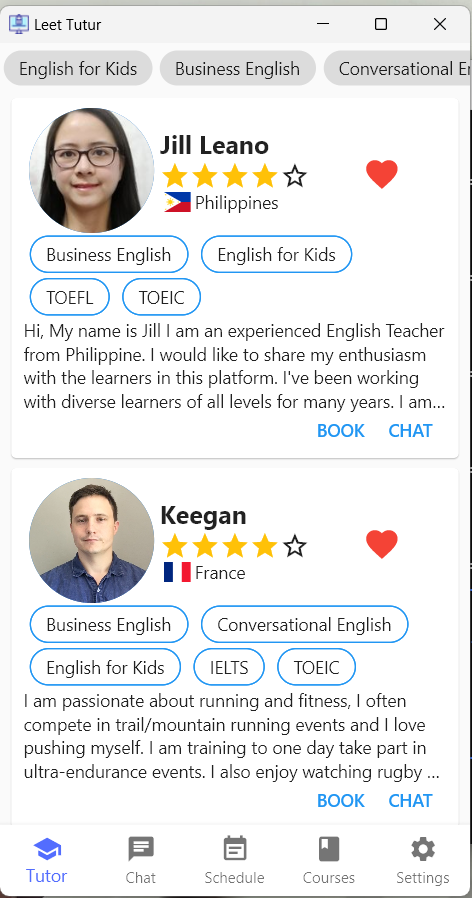 Leet Tutur
English for Kids
Business English
Conversational E
Jill Leano
Philippines
Business English
English for Kids
TOEFL
TOEIC
Hi, My name is Jill I am an experienced English Teacher
from Philippine. I would like to share my enthusiasm
with the learners in this platform. I've been working
with diverse learners of all levels for many years. I am...
BOOK
CHAT
Keegan
France
Business English
Conversational English
English for Kids
IELTS
TOEIC
I am passionate about running and fitness, I often
compete in trail/mountain running events and I love
pushing myself. I am training to one day take part in
ultra-endurance events. I also enjoy watching rugby ...
BOOK
CHAT
Tutor
Chat
Schedule
Courses
Settings